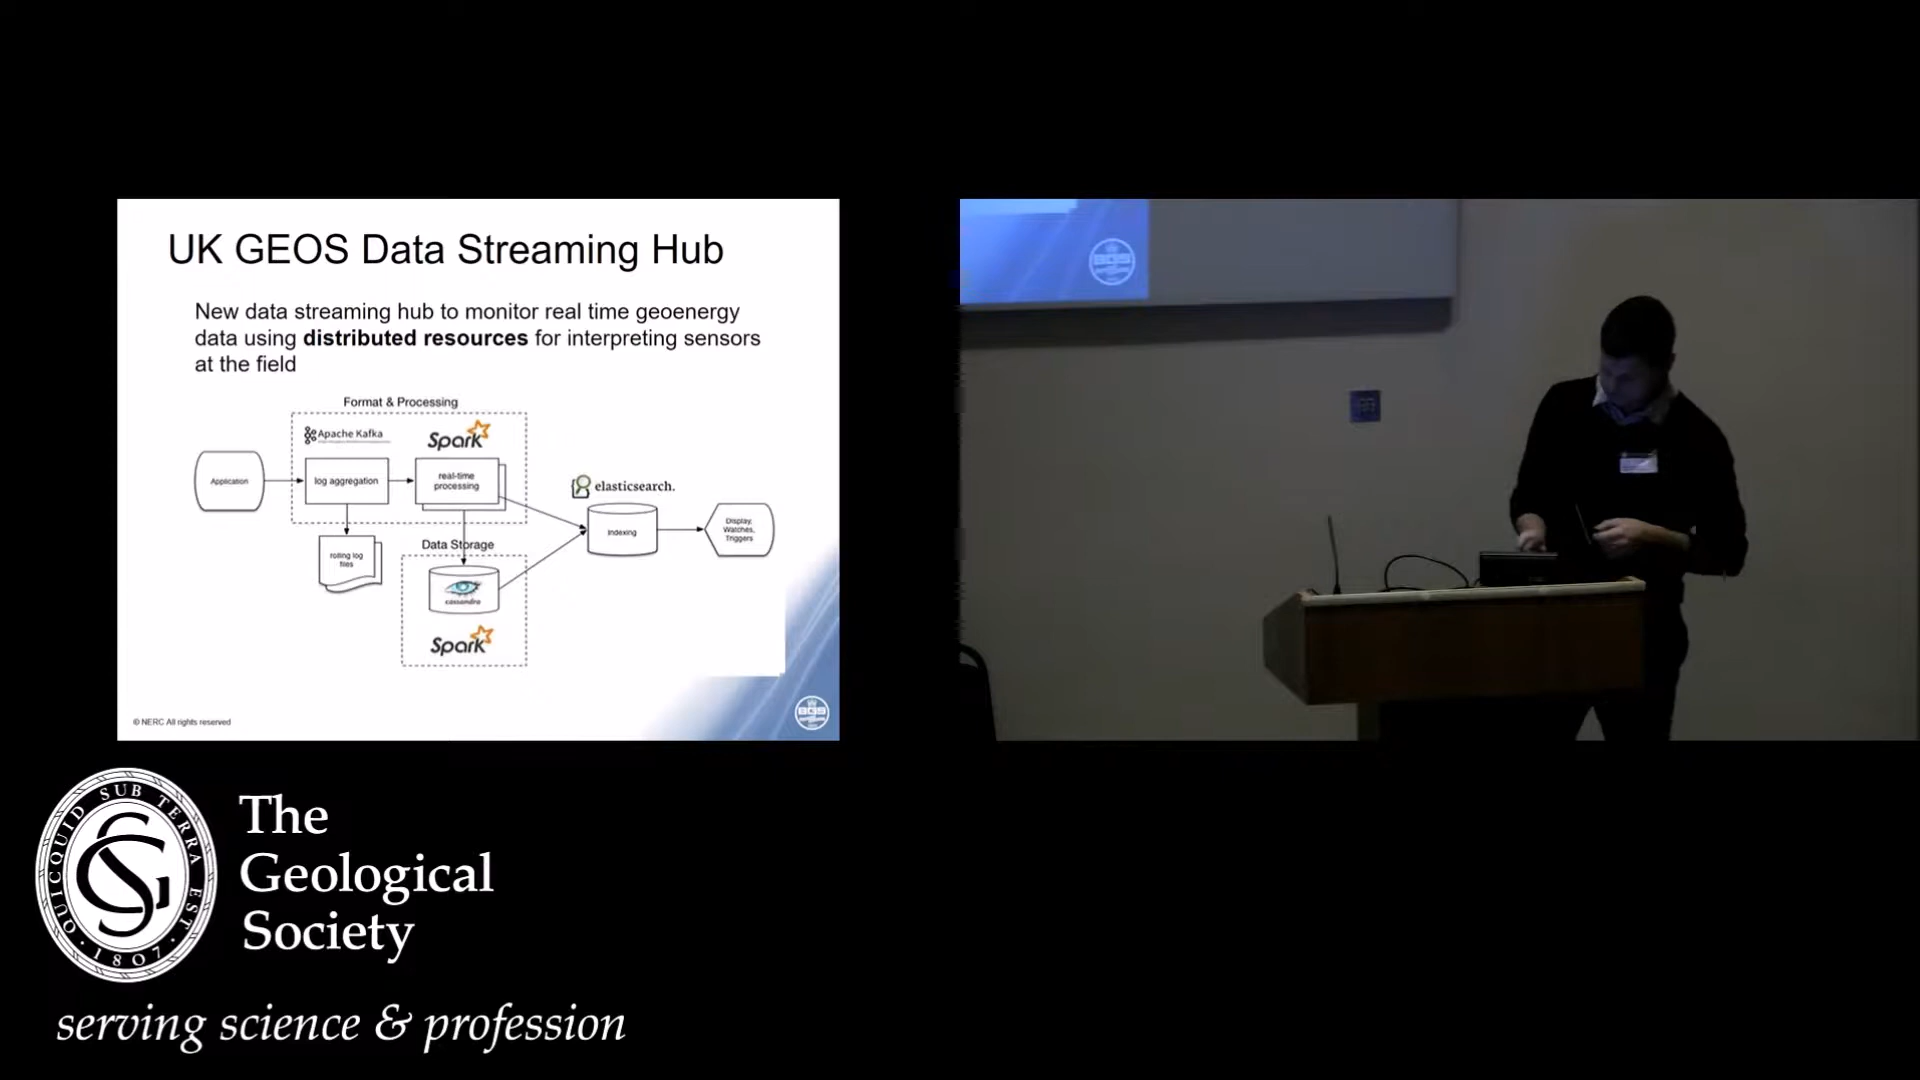 UK GEOS Data Streaming Hub
New data streaming hub to monitor real time geoenergy
data using distributed resources for interpreting sensors
at the field
Format & Processing
Apache Kafka
Spark
Application
log aggregation
real-time
processing
elasticsearch.
Indexing
Display,
Watches,
Triggers
rolling log
files
Data Storage
cassandra
Spark
© NERC All rights reserved
BGS
BGS
QUICQUID SUB TERRA EST
1807
The
Geological
Society
serving science & profession